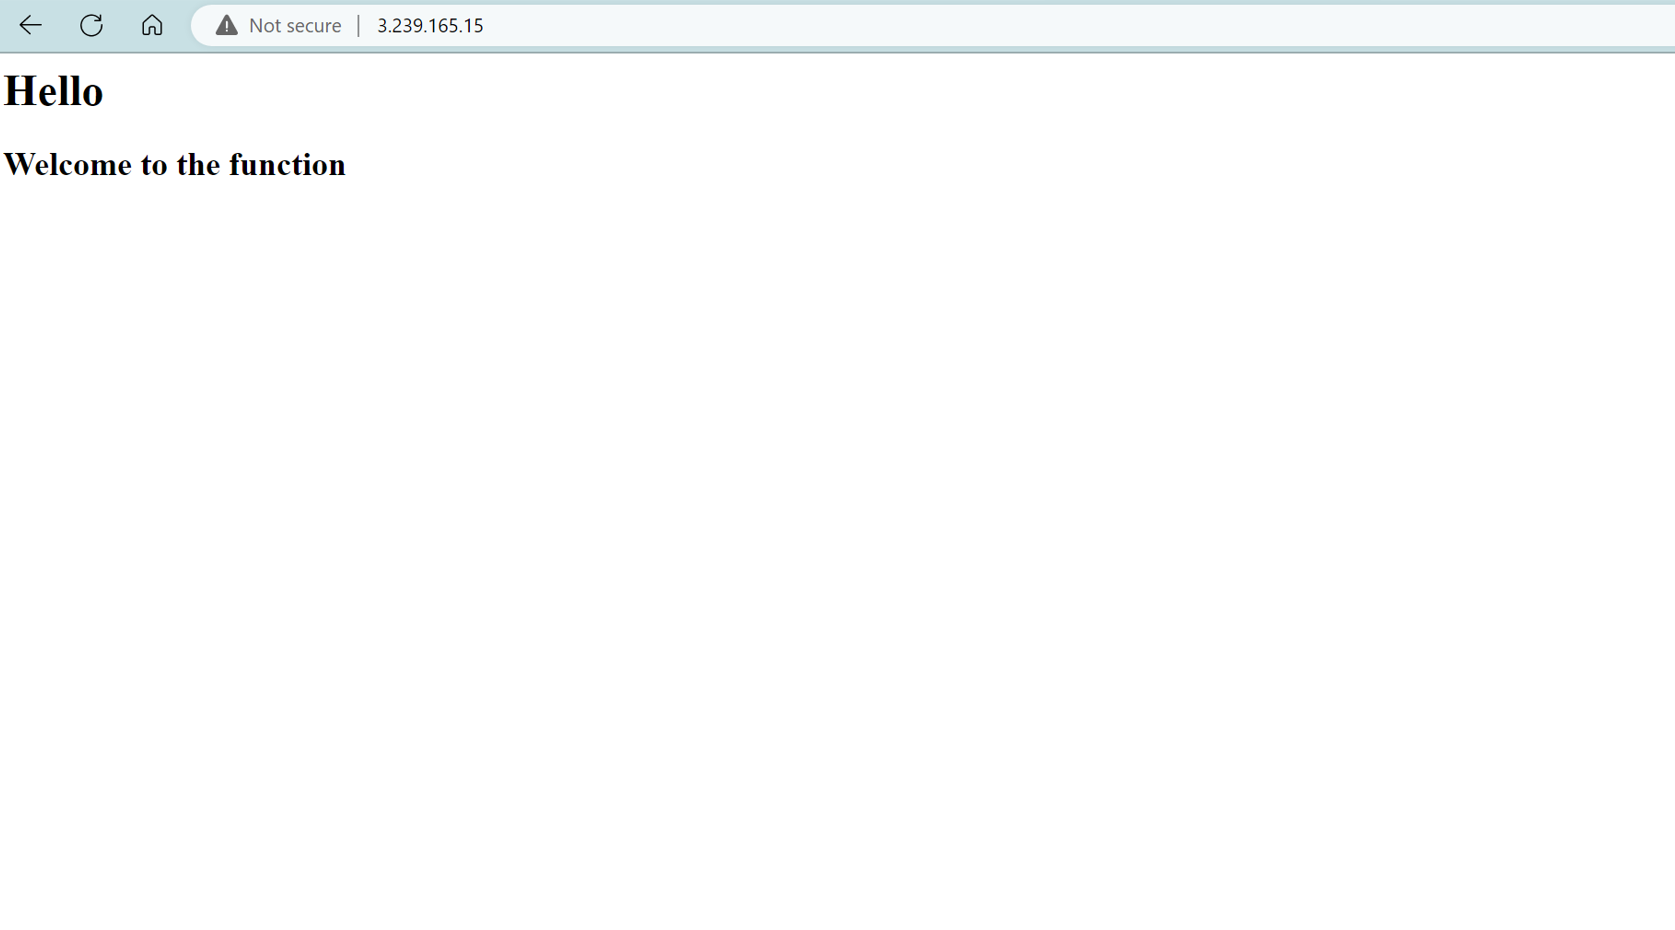 Not secure | 3.239.165.15
Hello
Welcome to the function